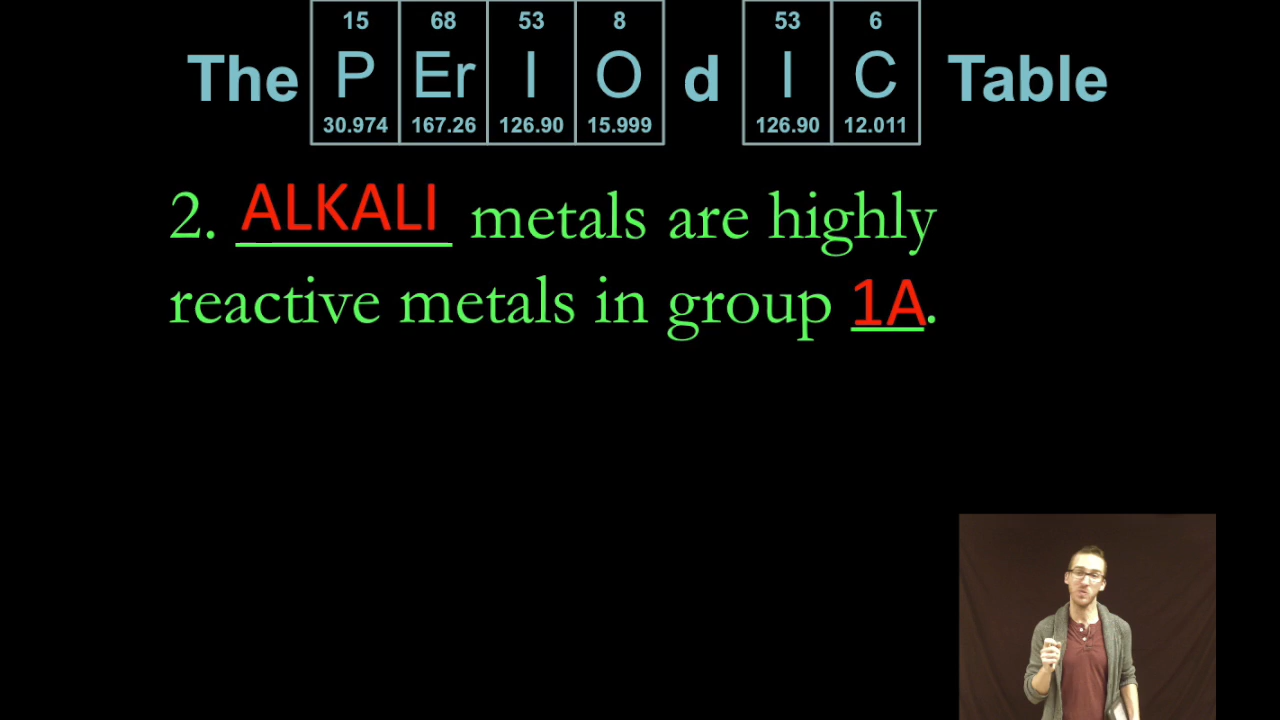 15 68 53 8 53 6
The P Er I O d I C Table
30.974 167.26 126.90 15.999 126.90 12.011
2. ALKALI metals are highly
reactive metals in group 1A.